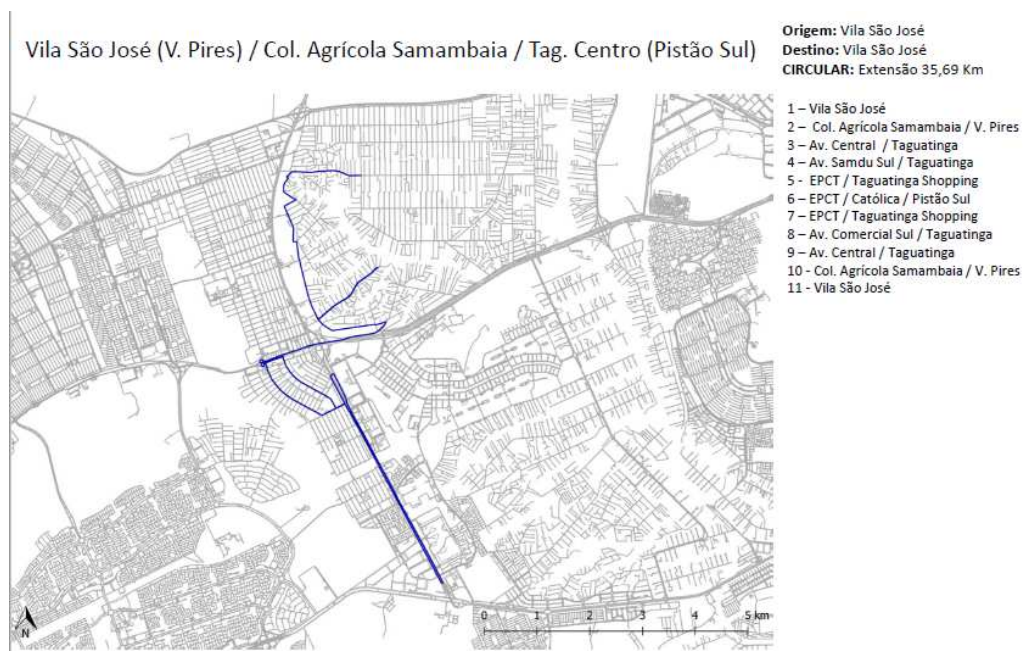 Vila São José (V. Pires) / Col. Agrícola Samambaia / Tag. Centro (Pistão Sul)
Origem: Vila São José
Destino: Vila São José
CIRCULAR: Extensão 35,69 Km
1 – Vila São José
2 – Col. Agrícola Samambaia / V. Pires
3 – Av. Central / Taguatinga
4 – Av. Samdu Sul / Taguatinga
5 - EPCT / Taguatinga Shopping
6 – EPCT / Católica / Pistão Sul
7 – EPCT / Taguatinga Shopping
8 – Av. Comercial Sul / Taguatinga
9 – Av. Central / Taguatinga
10 - Col. Agrícola Samambaia / V. Pires
11 - Vila São José
N
0 1 2 3 4 5 km